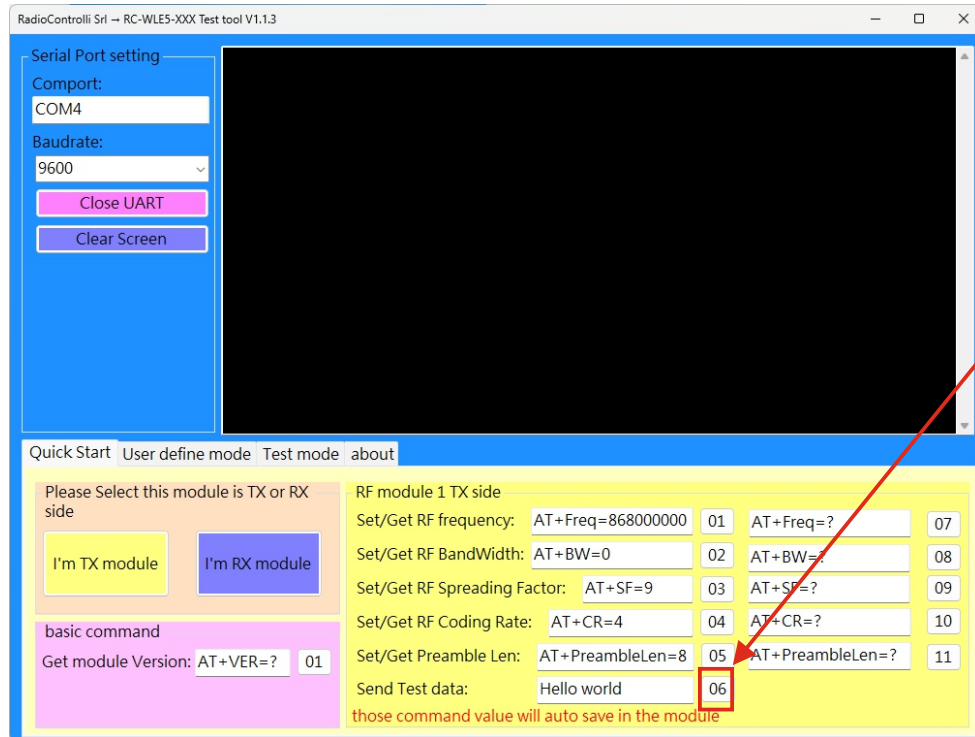 RadioControlli Srl → RC-WLE5-XXX Test tool V1.1.3
Serial Port setting
Comport:
COM4
Baudrate:
9600
Close UART
Clear Screen
Quick Start User define mode Test mode about
Please Select this module is TX or RX
side
I'm TX module I'm RX module
basic command
Get module Version: AT+VER=? 01
RF module 1 TX side
Set/Get RF frequency: AT+Freq=868000000 01 AT+Freq=? 07
Set/Get RF BandWidth: AT+BW=0 02 AT+BW=? 08
Set/Get RF Spreading Factor: AT+SF=9 03 AT+SF=? 09
Set/Get RF Coding Rate: AT+CR=4 04 AT+CR=? 10
Set/Get Preamble Len: AT+PreambleLen=8 05 AT+PreambleLen=? 11
Send Test data: Hello world 06
those command value will auto save in the module